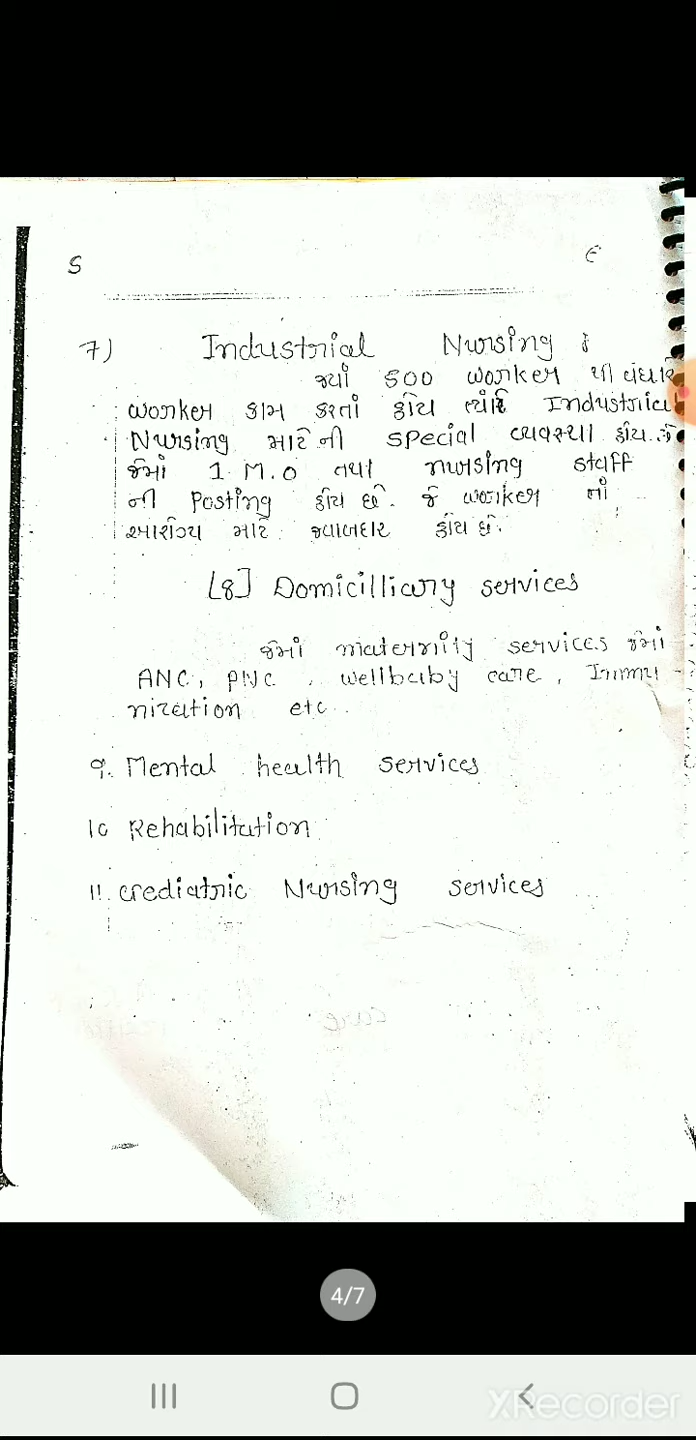 S E
7) Industrial Nursing :
જ્યાં 500 worker થી વધારે
worker કામ કરતાં હોય ત્યાં Industrial
Nursing માટેની special વ્યવસ્થા હોય છે
જેમાં 1 M.O તથા nursing staff
ની Posting હોય છે. જે worker નાં
આરોગ્ય માટે જવાબદાર હોય છે.
[8] Domicilliary services
જેમાં maternity services જેમાં
ANC, PNC, wellbaby care, Immu
nization etc.
9. Mental health services
10 Rehabilitation
11. Grediatric Nursing services
4/7
XRecorder